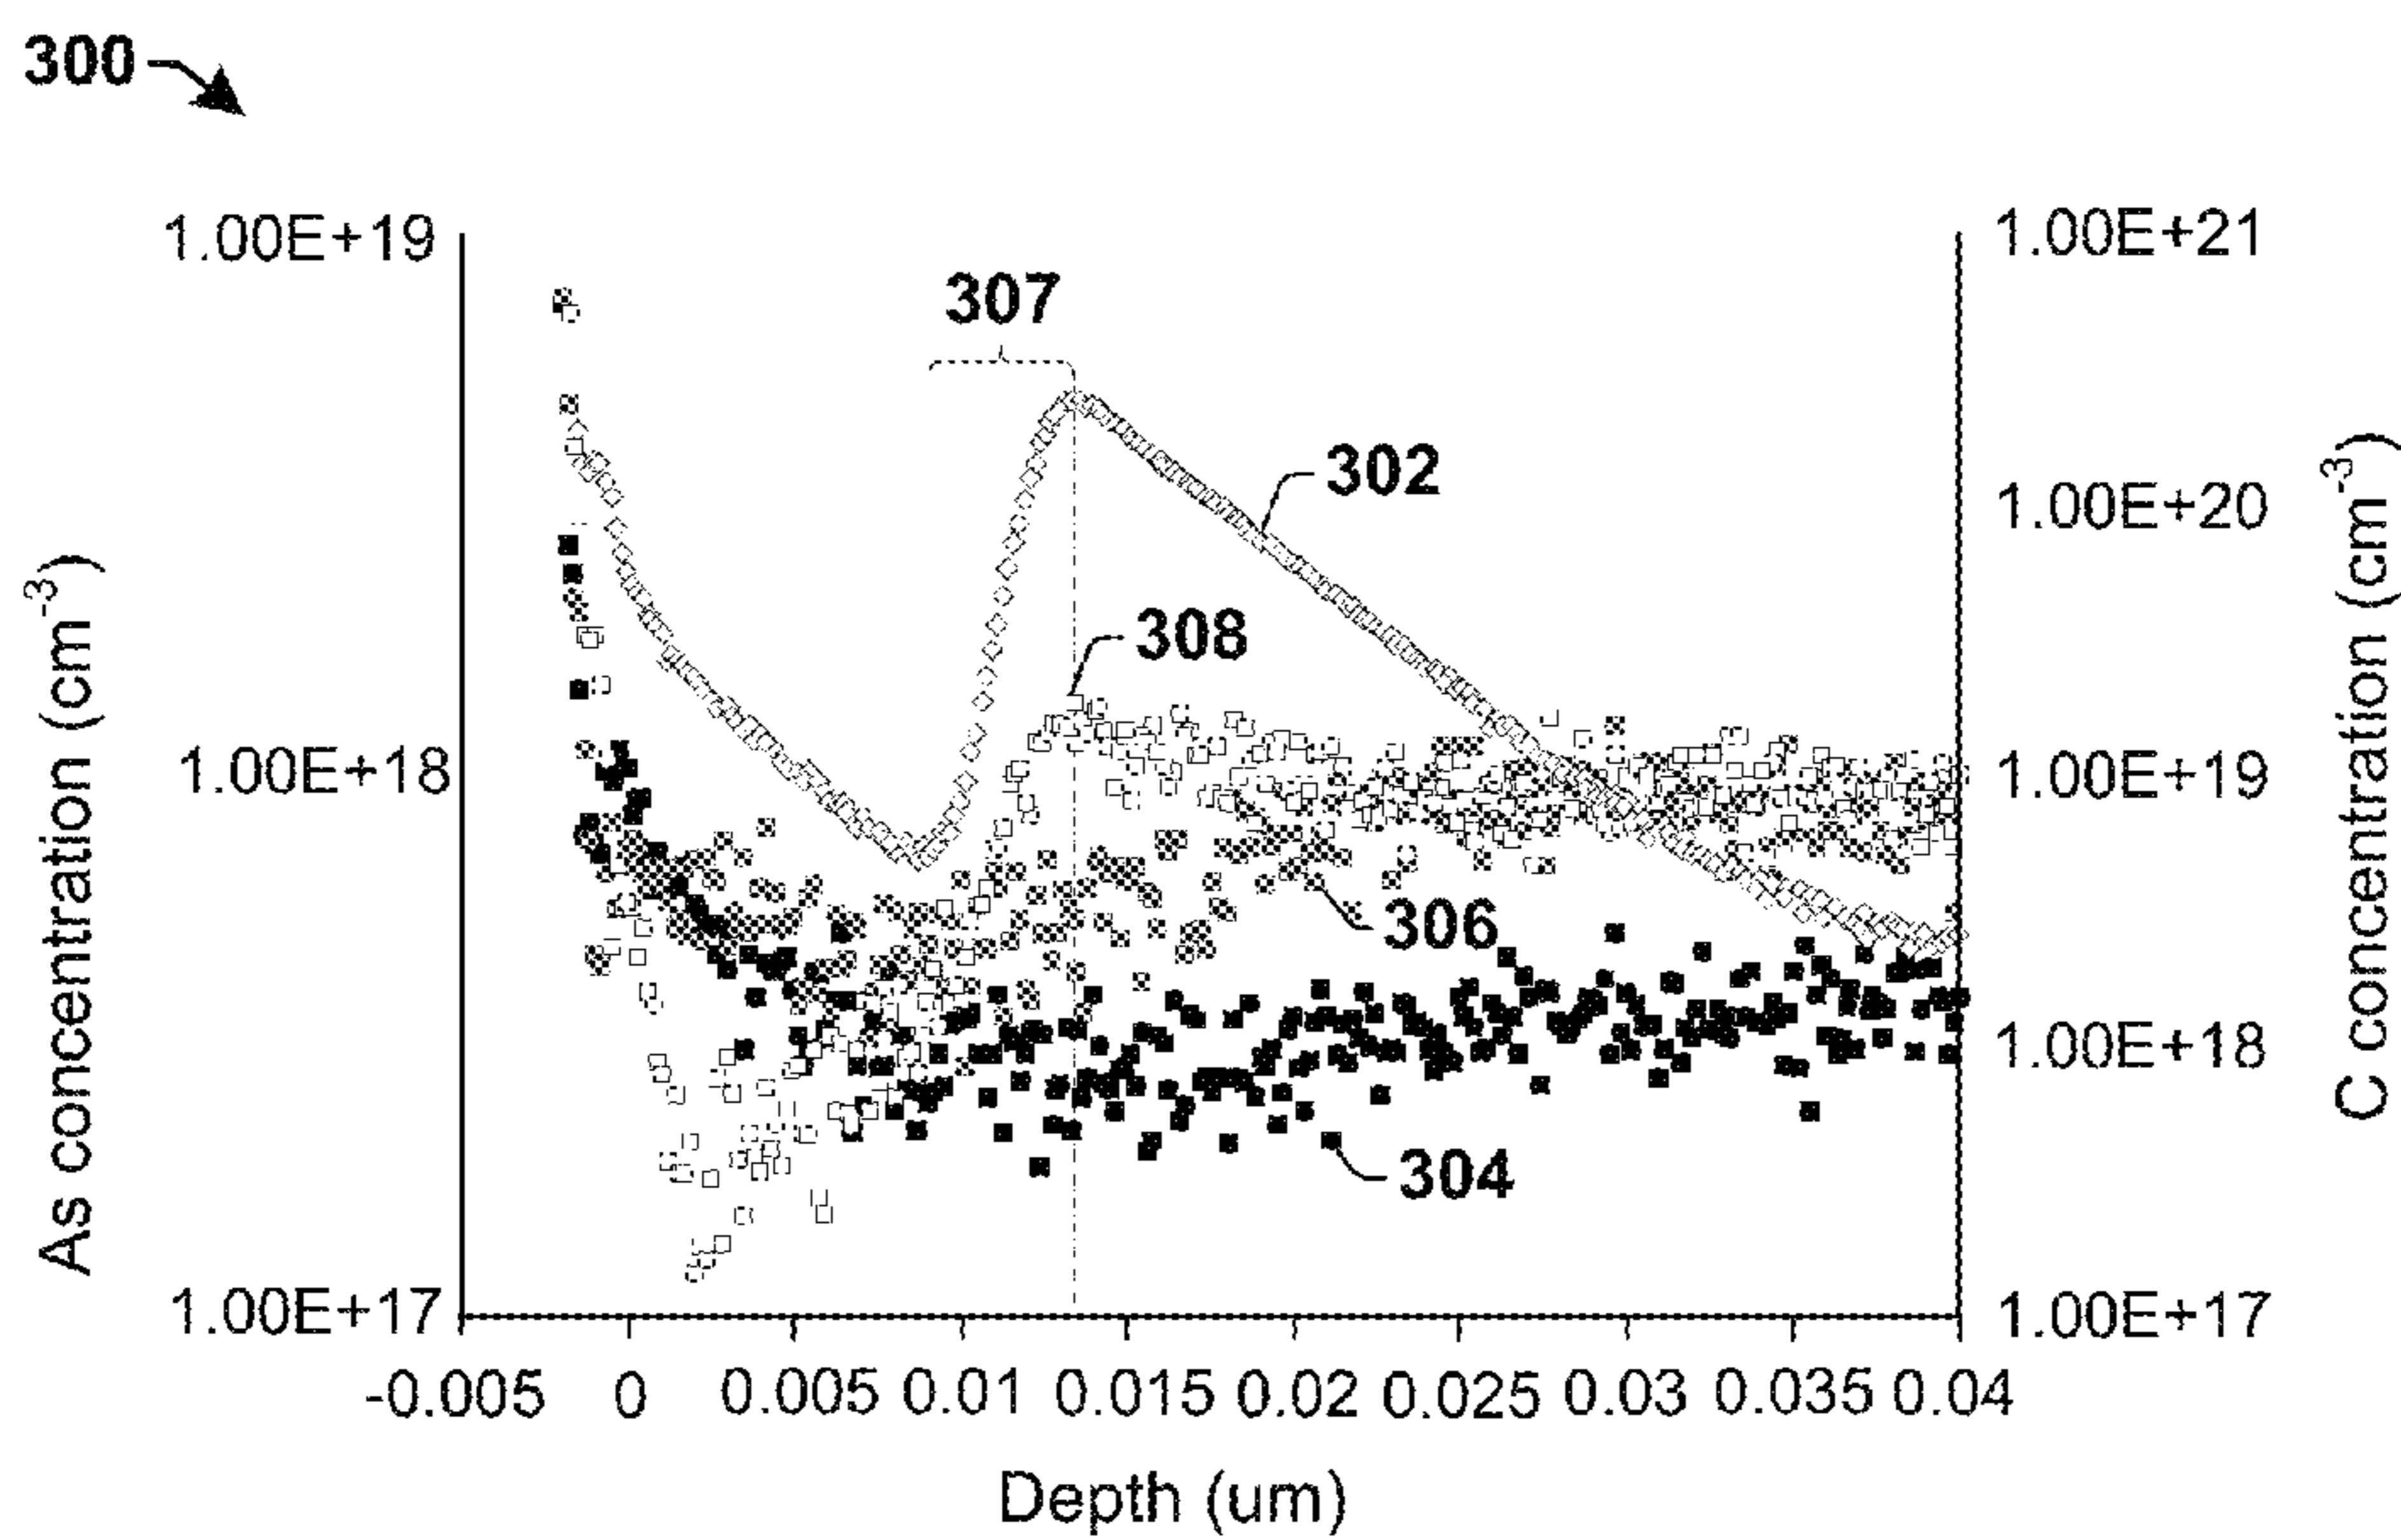 300
1.00E+19
1.00E+18
1.00E+17
As concentration (cm-3)
307
302
308
306
304
1.00E+21
1.00E+20
1.00E+19
1.00E+18
1.00E+17
C concentration (cm-3)
-0.005 0 0.005 0.01 0.015 0.02 0.025 0.03 0.035 0.04
Depth (um)